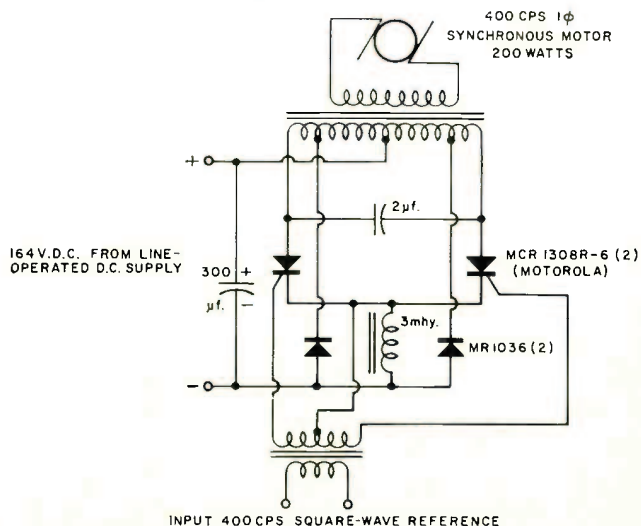 400 CPS 1ϕ
SYNCHRONOUS MOTOR
200 WATTS
+
2µf.
164 V.D.C. FROM LINE-
OPERATED D.C. SUPPLY
300 +
µf. −
MCR 1308R-6 (2)
(MOTOROLA)
3mhy.
MR1036 (2)
−
INPUT 400 CPS SQUARE-WAVE REFERENCE